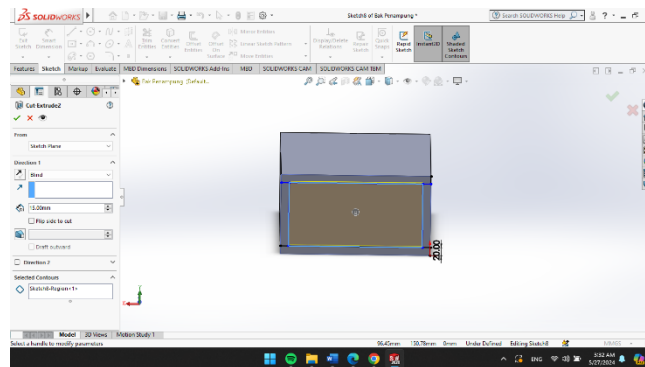 SOLIDWORKS
Sketch6 of Bak Penampung *
Search SOLIDWORKS Help
Exit Sketch
Smart Dimension
Trim Entities
Convert Entities
Offset Entities
Offset On Surface
Mirror Entities
Linear Sketch Pattern
Move Entities
Display/Delete Relations
Repair Sketch
Quick Snaps
Rapid Sketch
Instant2D
Shaded Sketch Contours
Features Sketch Markup Evaluate MBD Dimensions SOLIDWORKS Add-Ins MBD SOLIDWORKS CAM SOLIDWORKS CAM TBM
Cut-Extrude2
From
Sketch Plane
Direction 1
Blind
15.00mm
Flip side to cut
Draft outward
Direction 2
Selected Contours
Sketch6-Region<1>
20.00
Model 3D Views Motion Study 1
Select a handle to modify parameters
96.45mm 130.78mm 0mm Under Defined Editing Sketch6 MMGS
ENG
3:52 AM
5/27/2024